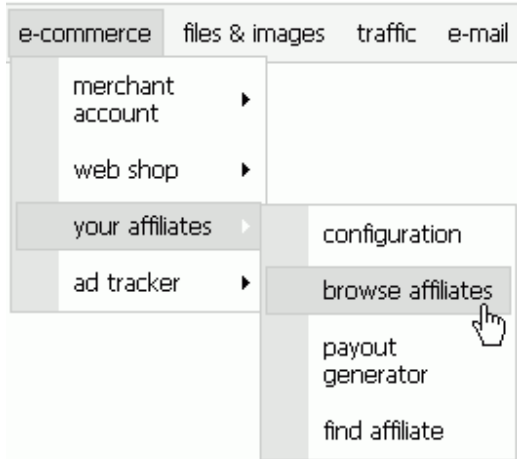 e-commerce files & images traffic e-mail
merchant
account
web shop
your affiliates
ad tracker
configuration
browse affiliates
payout
generator
find affiliate